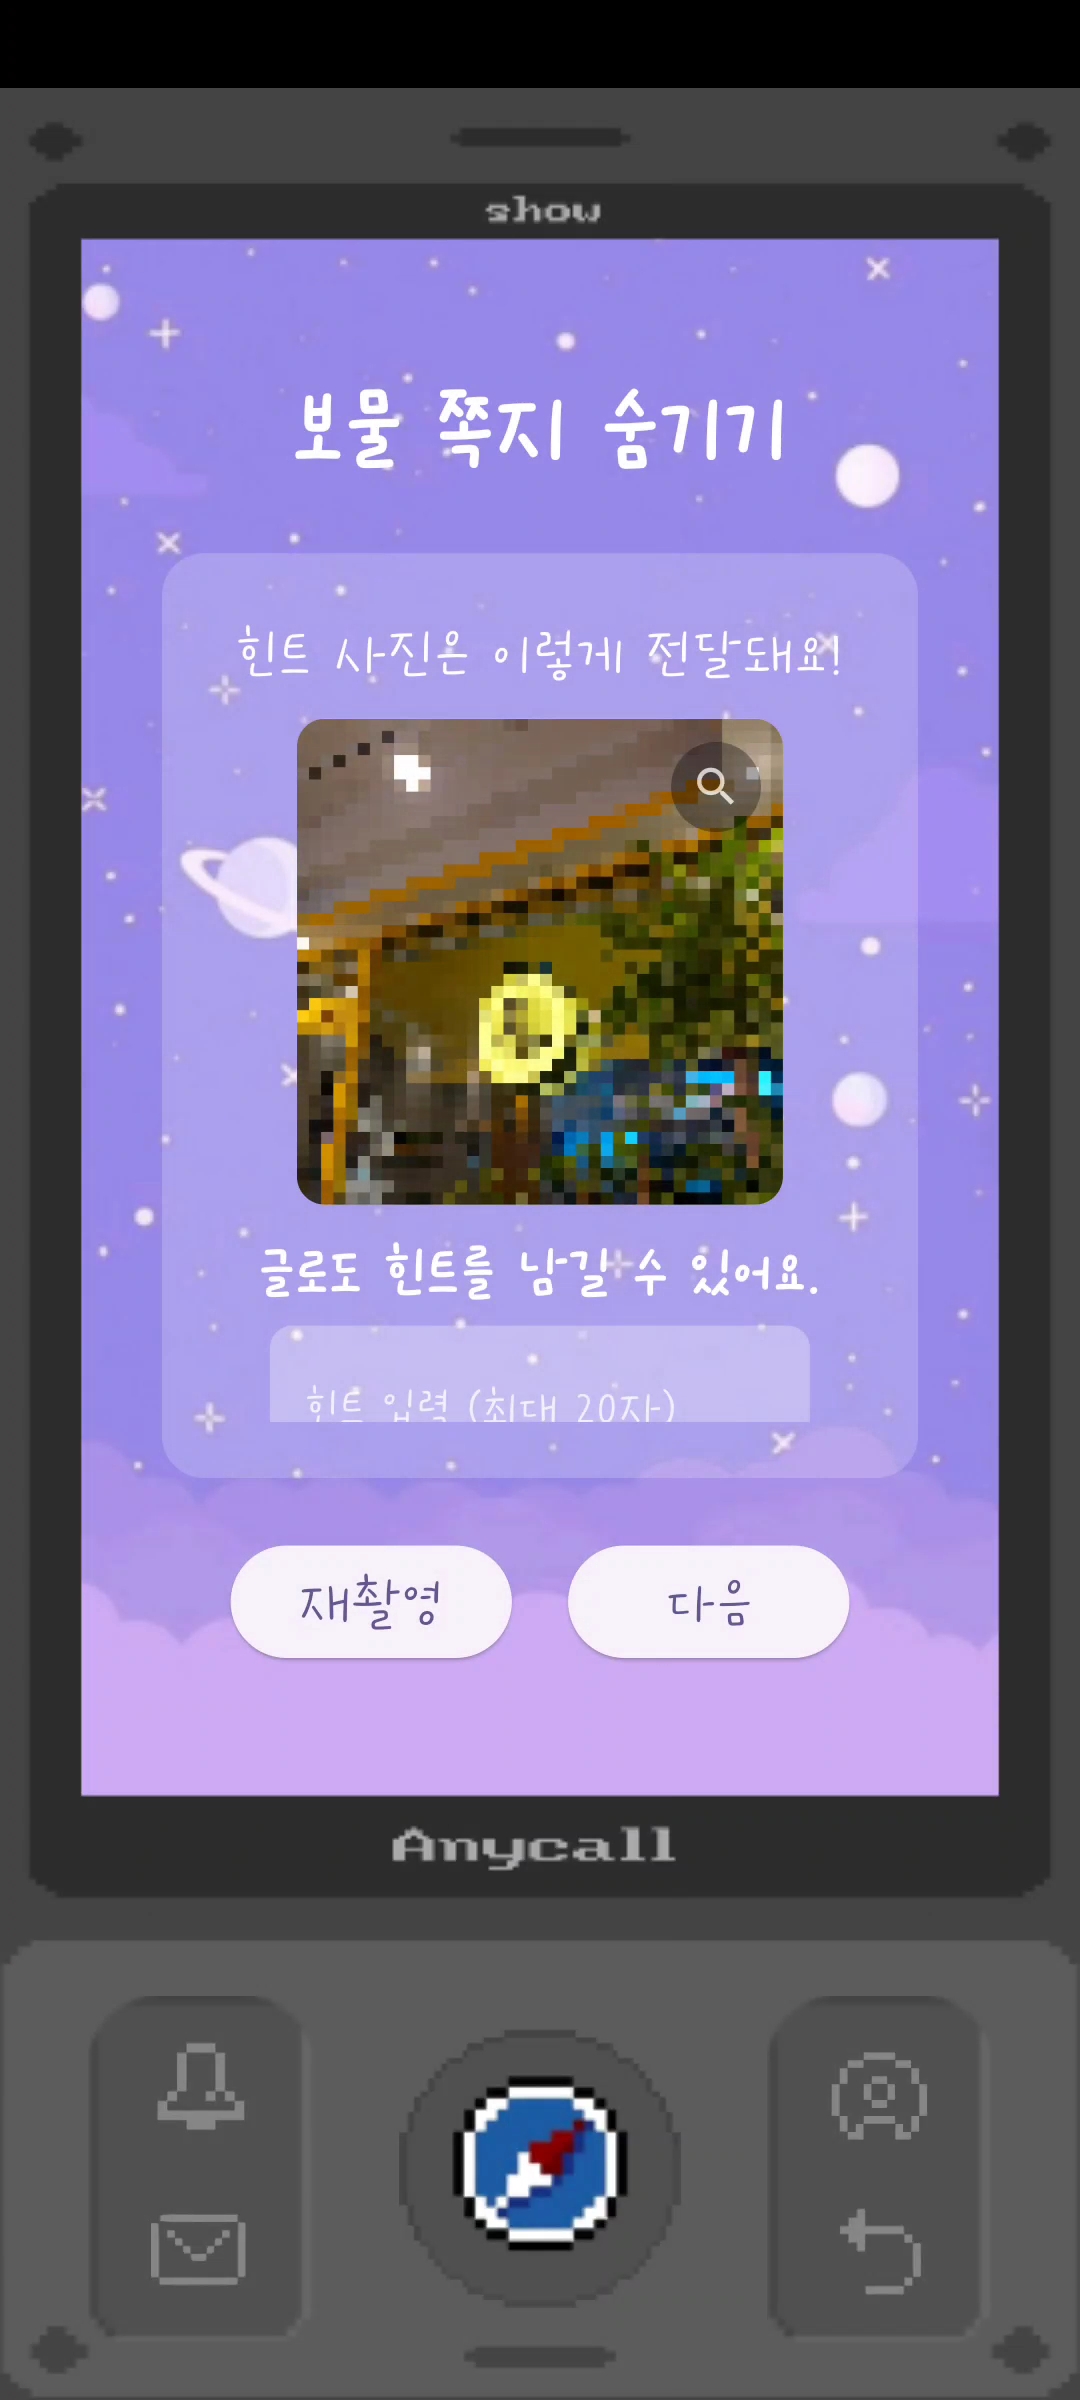 show
보물 쪽지 숨기기
힌트 사진은 이렇게 전달돼요!
글로도 힌트를 남길 수 있어요.
힌트 입력 (최대 20자)
재촬영
다음
Anycall